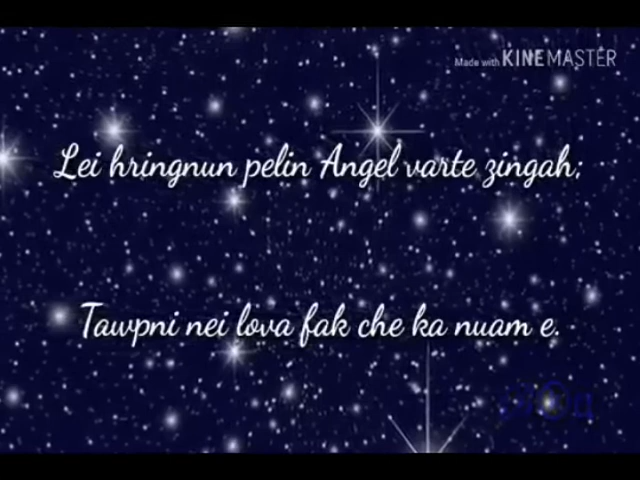 Made with KINEMASTER
Lei hringnun pelin Angel varte zingah;
Tawpni nei lova fak che ka nuam e.